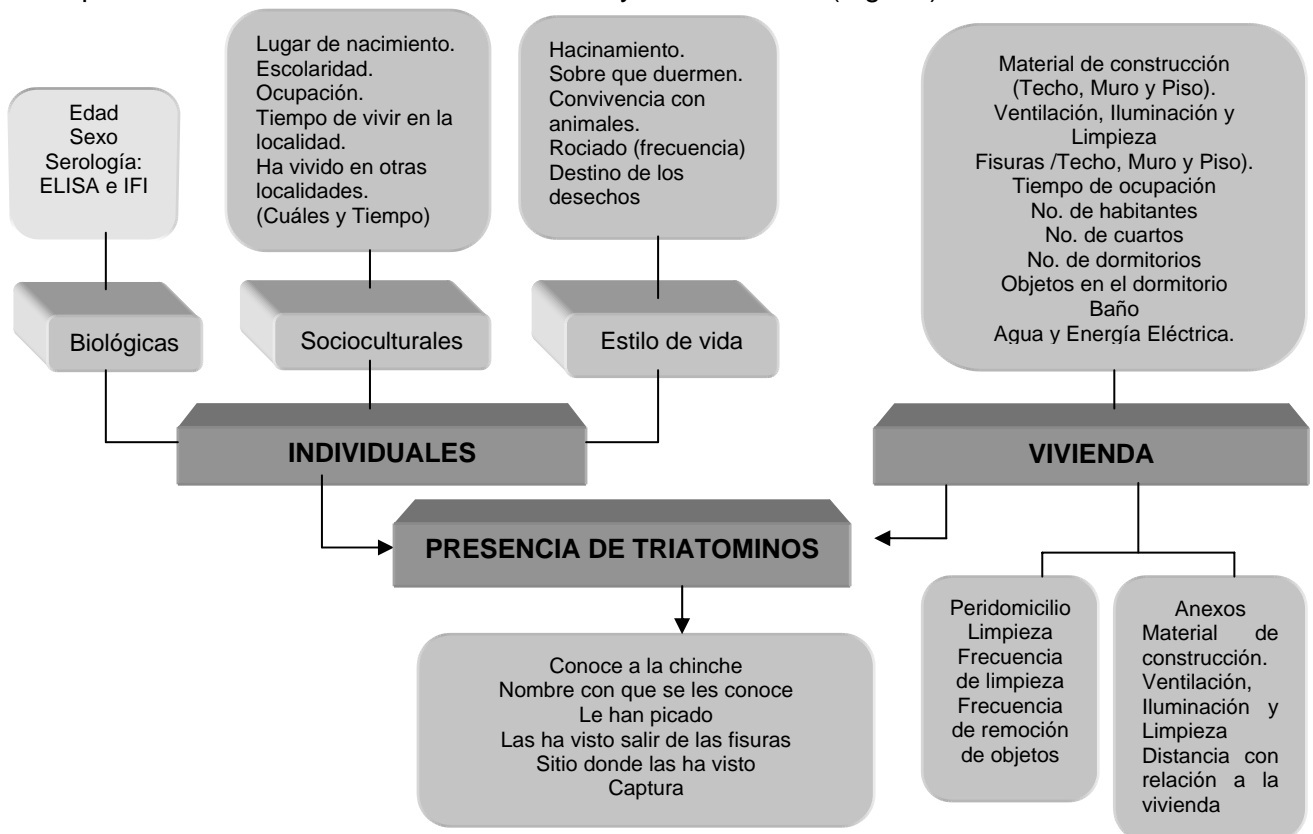 Lugar de nacimiento.
Escolaridad.
Ocupación.
Tiempo de vivir en la
localidad.
Ha vivido en otras
localidades.
(Cuáles y Tiempo)
Hacinamiento.
Sobre que duermen.
Convivencia con
animales.
Rociado (frecuencia)
Destino de los
desechos
Material de construcción
(Techo, Muro y Piso).
Ventilación, Iluminación y
Limpieza
Fisuras /Techo, Muro y Piso).
Tiempo de ocupación
No. de habitantes
No. de cuartos
No. de dormitorios
Objetos en el dormitorio
Baño
Agua y Energía Eléctrica.
Edad
Sexo
Serología:
ELISA e IFI
Biológicas
Socioculturales
Estilo de vida
INDIVIDUALES
VIVIENDA
PRESENCIA DE TRIATOMINOS
Conoce a la chinche
Nombre con que se les conoce
Le han picado
Las ha visto salir de las fisuras
Sitio donde las ha visto
Captura
Peridomicilio
Limpieza
Frecuencia
de limpieza
Frecuencia
de remoción
de objetos
Anexos
Material de
construcción.
Ventilación,
Iluminación y
Limpieza
Distancia con
relación a la
vivienda